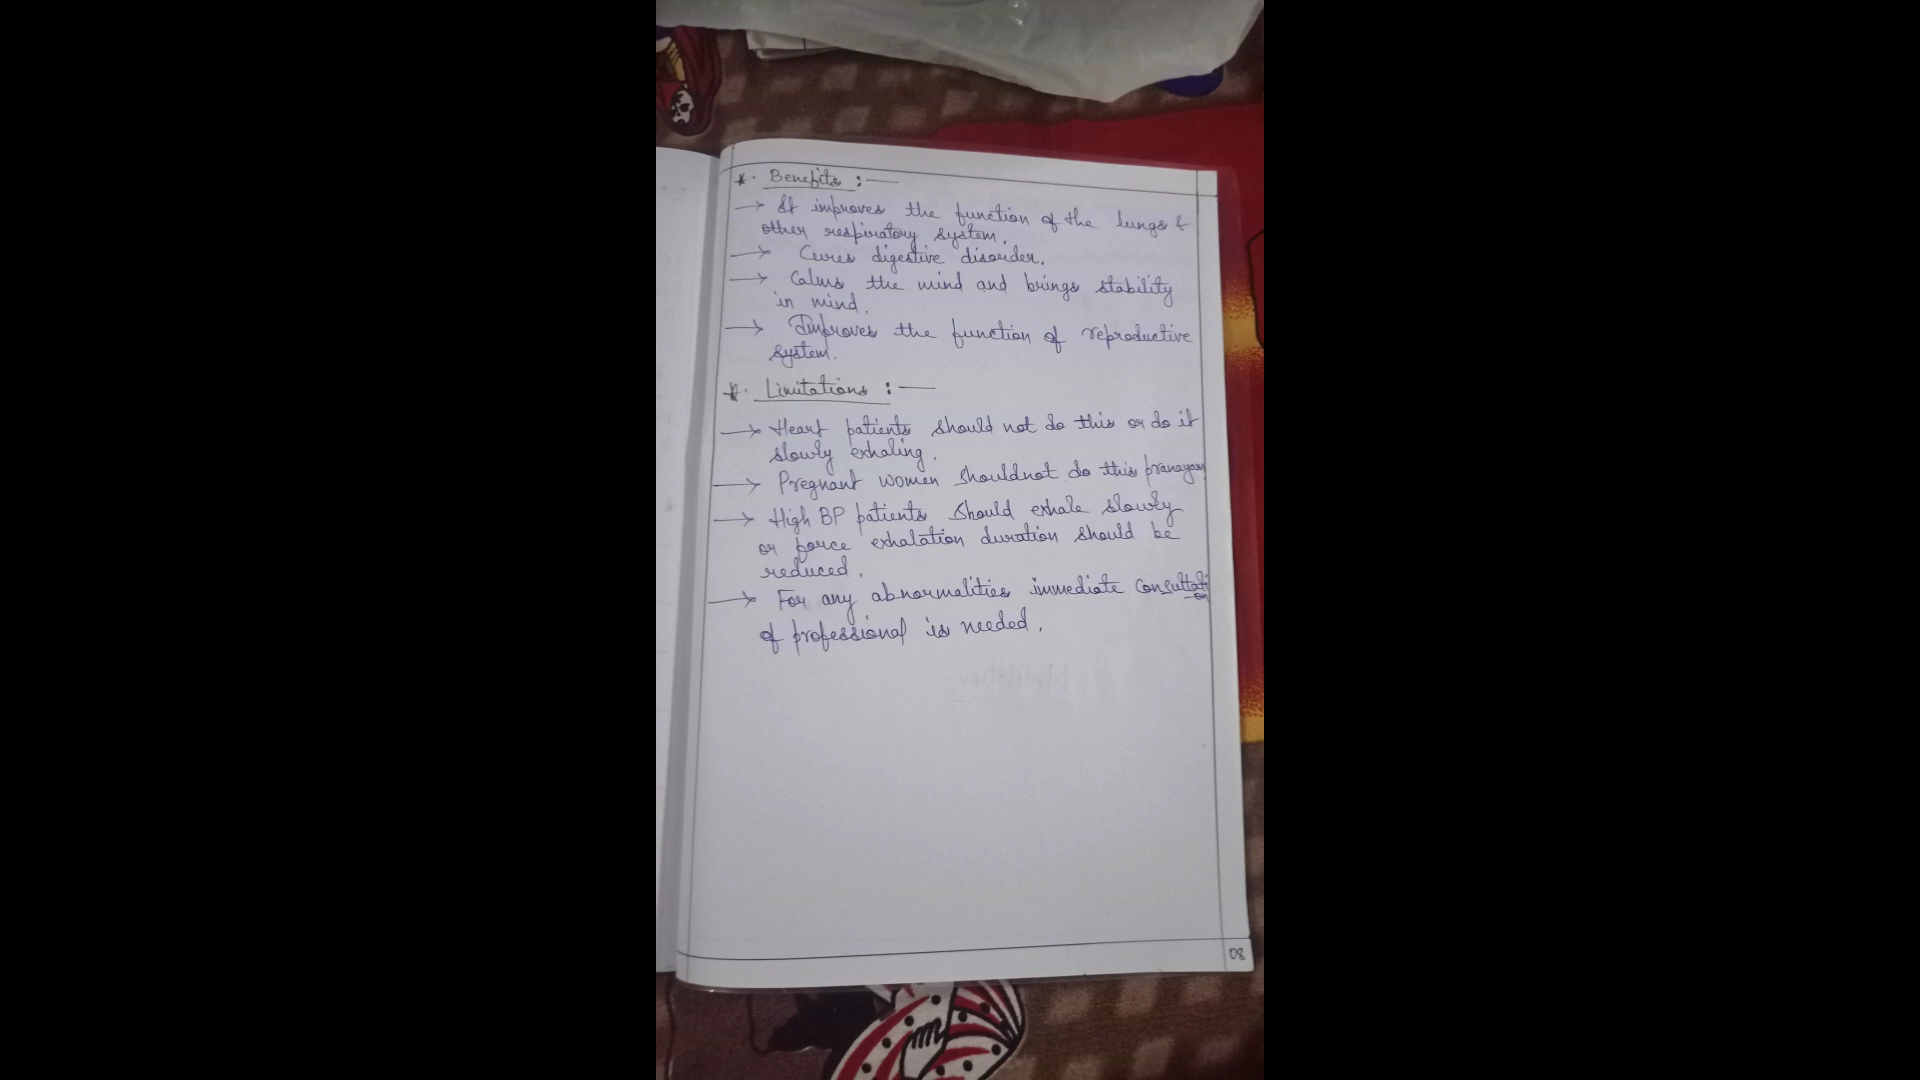 *. Benefits :—
→ It improves the function of the lungs &
other respiratory system.
→ Cures digestive disorder.
→ Calms the mind and brings stability
in mind.
→ Improves the function of reproductive
system.
*. Limitations :—
→ Heart patients should not do this or do it
slowly exhaling.
→ Pregnant women shouldnot do this pranayam
→ High BP patients should exhale slowly
or force exhalation duration should be
reduced.
→ For any abnormalities immediate consultati
-on
of professional is needed.
08